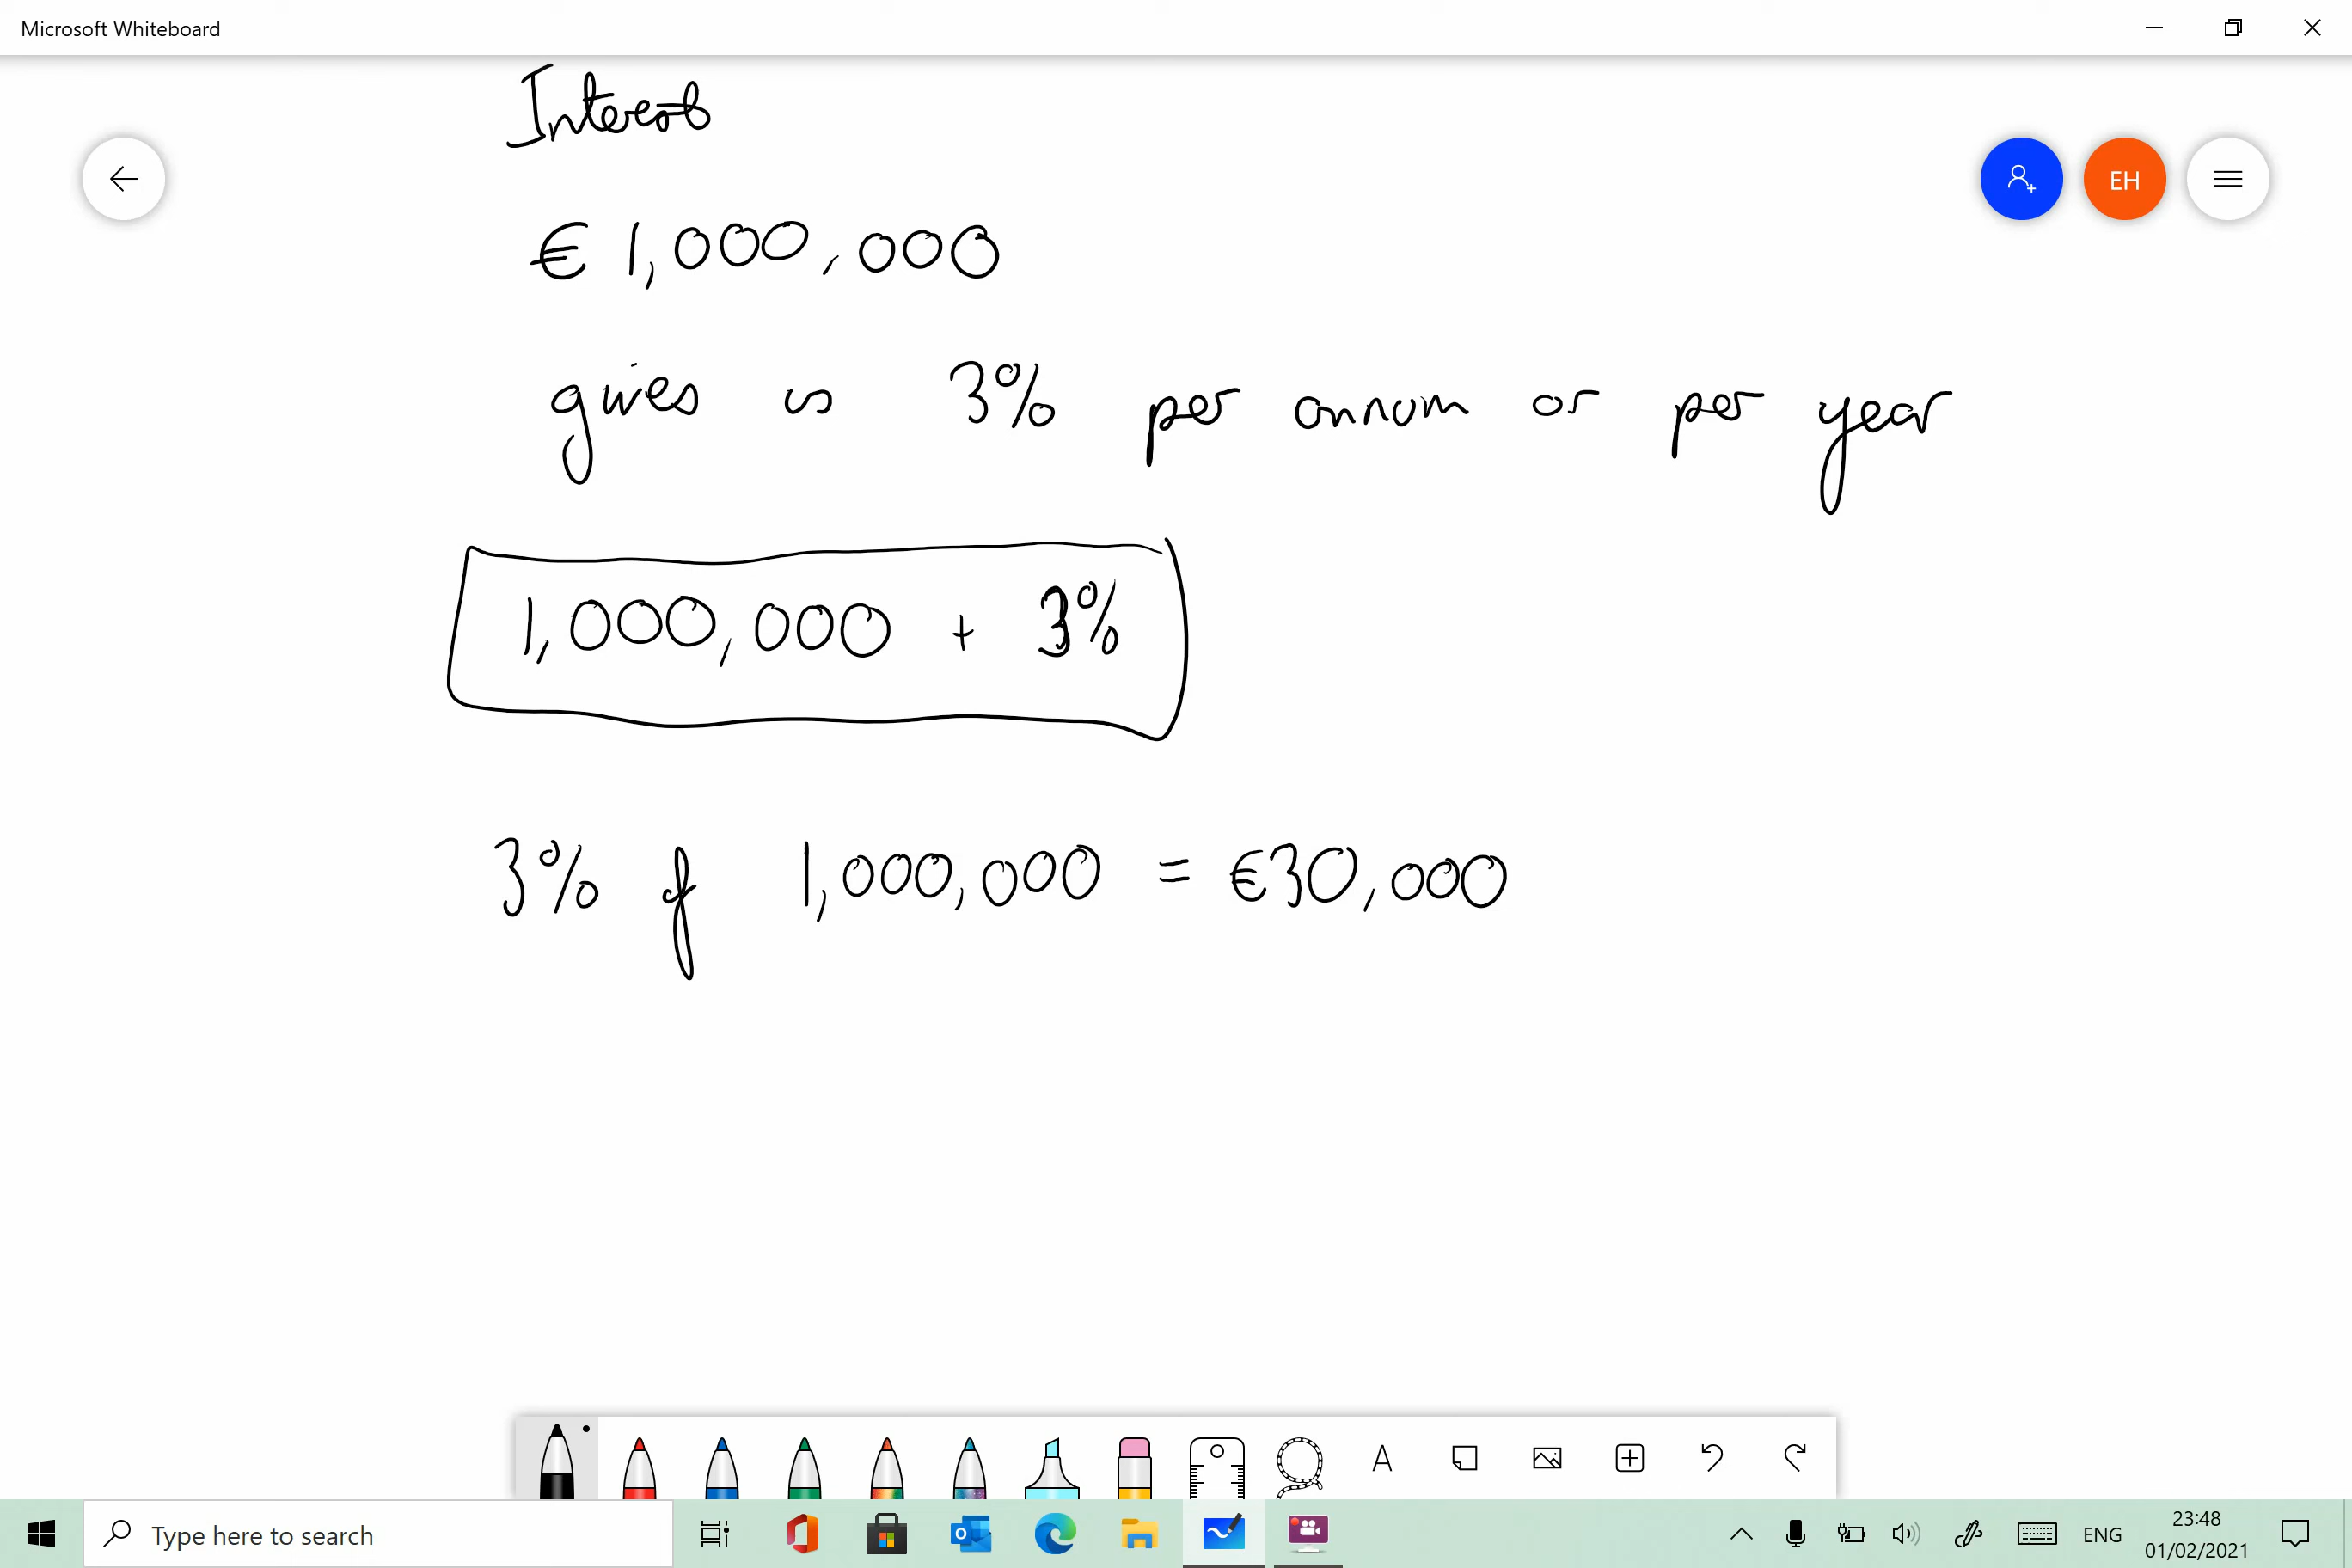 Microsoft Whiteboard
Interest
EH
€ 1,000,000
gives us 3% per annum or per year
1,000,000 + 3%
3% of 1,000,000 = €30,000
A
Type here to search
ENG
23:48
01/02/2021